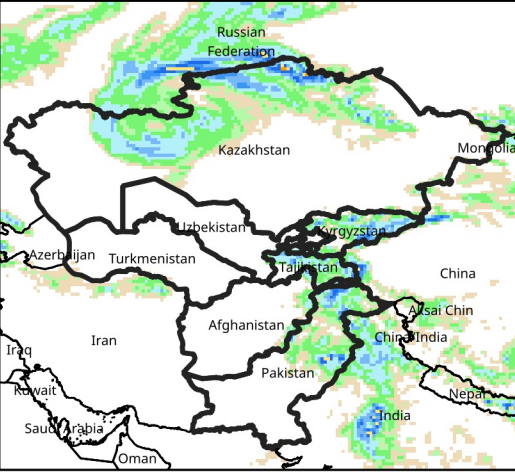 Russian
Federation
Kazakhstan
Mongolia
Uzbekistan
Kyrgyzstan
Azerbaijan
Turkmenistan
Tajikistan
China
Aksai Chin
Afghanistan
China/India
Iran
Iraq
Pakistan
Kuwait
Nepal
India
Saudi Arabia
Oman